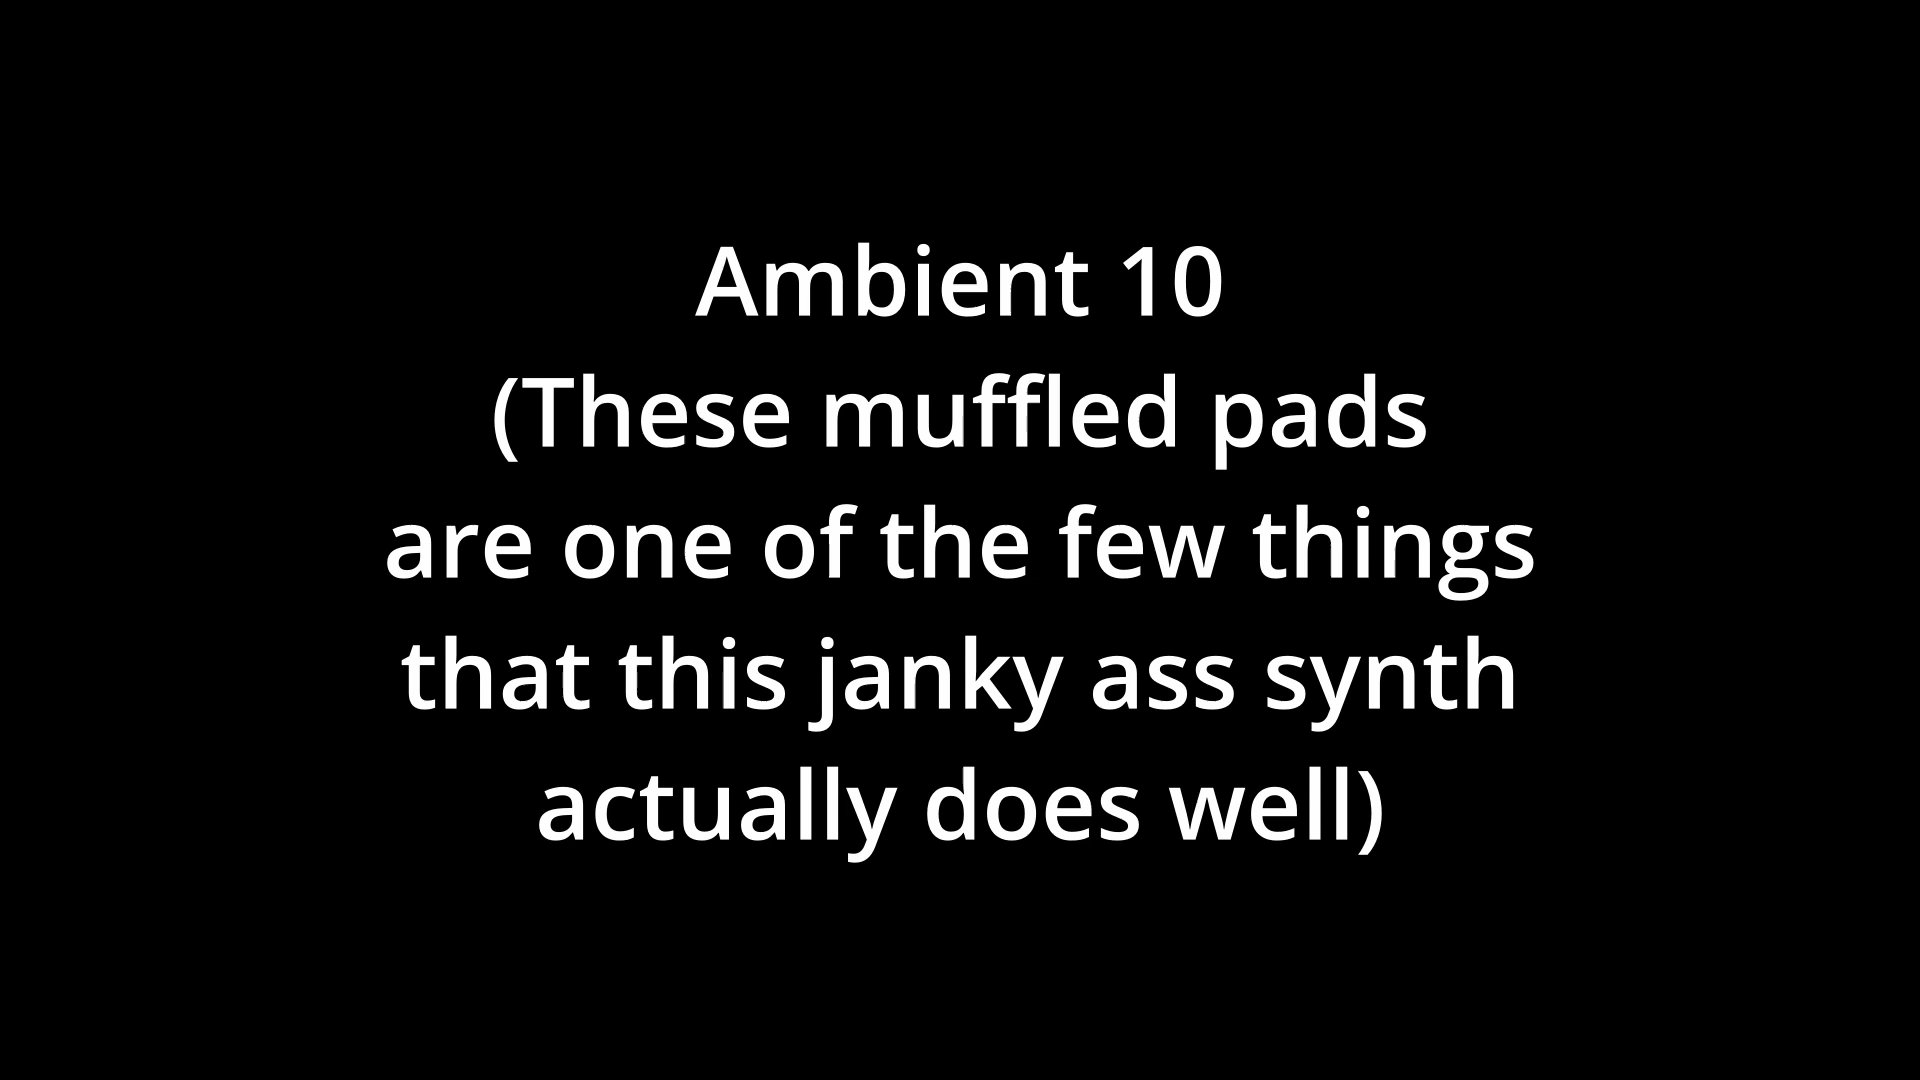 Ambient 10
(These muffled pads
are one of the few things
that this janky ass synth
actually does well)